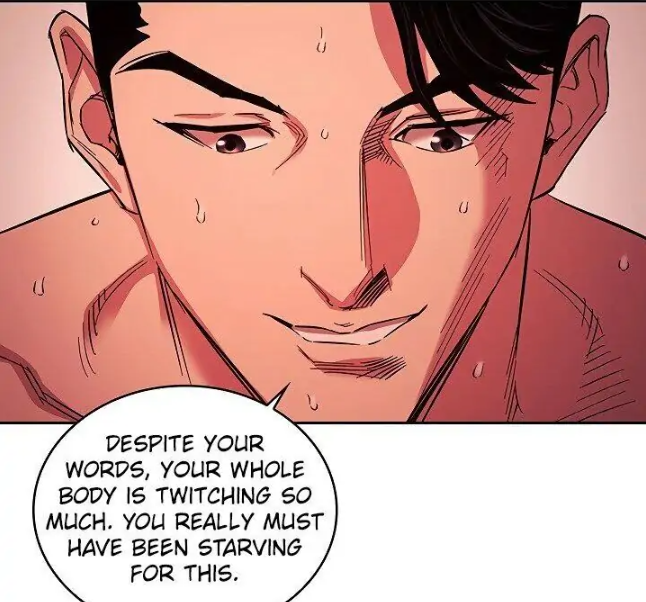 DESPITE YOUR
WORDS, YOUR WHOLE
BODY IS TWITCHING SO
MUCH. YOU REALLY MUST
HAVE BEEN STARVING
FOR THIS.